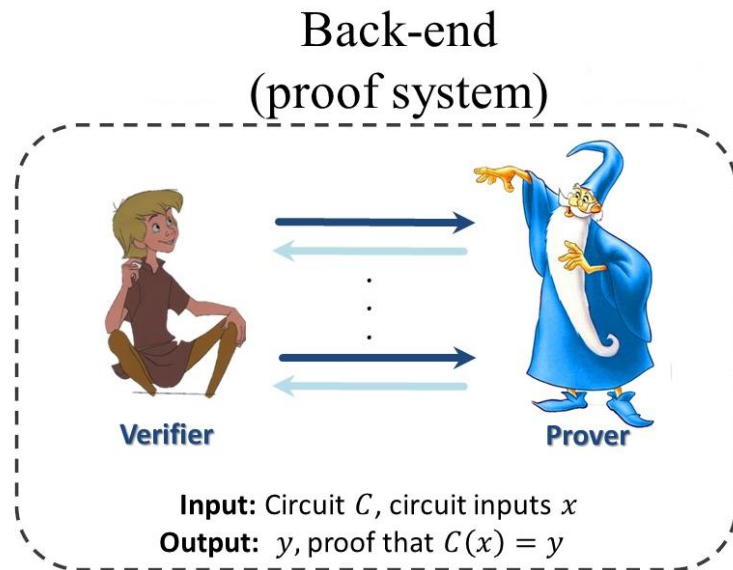 Back-end
(proof system)
Verifier
Prover
Input: Circuit C, circuit inputs x
Output: y, proof that C(x) = y